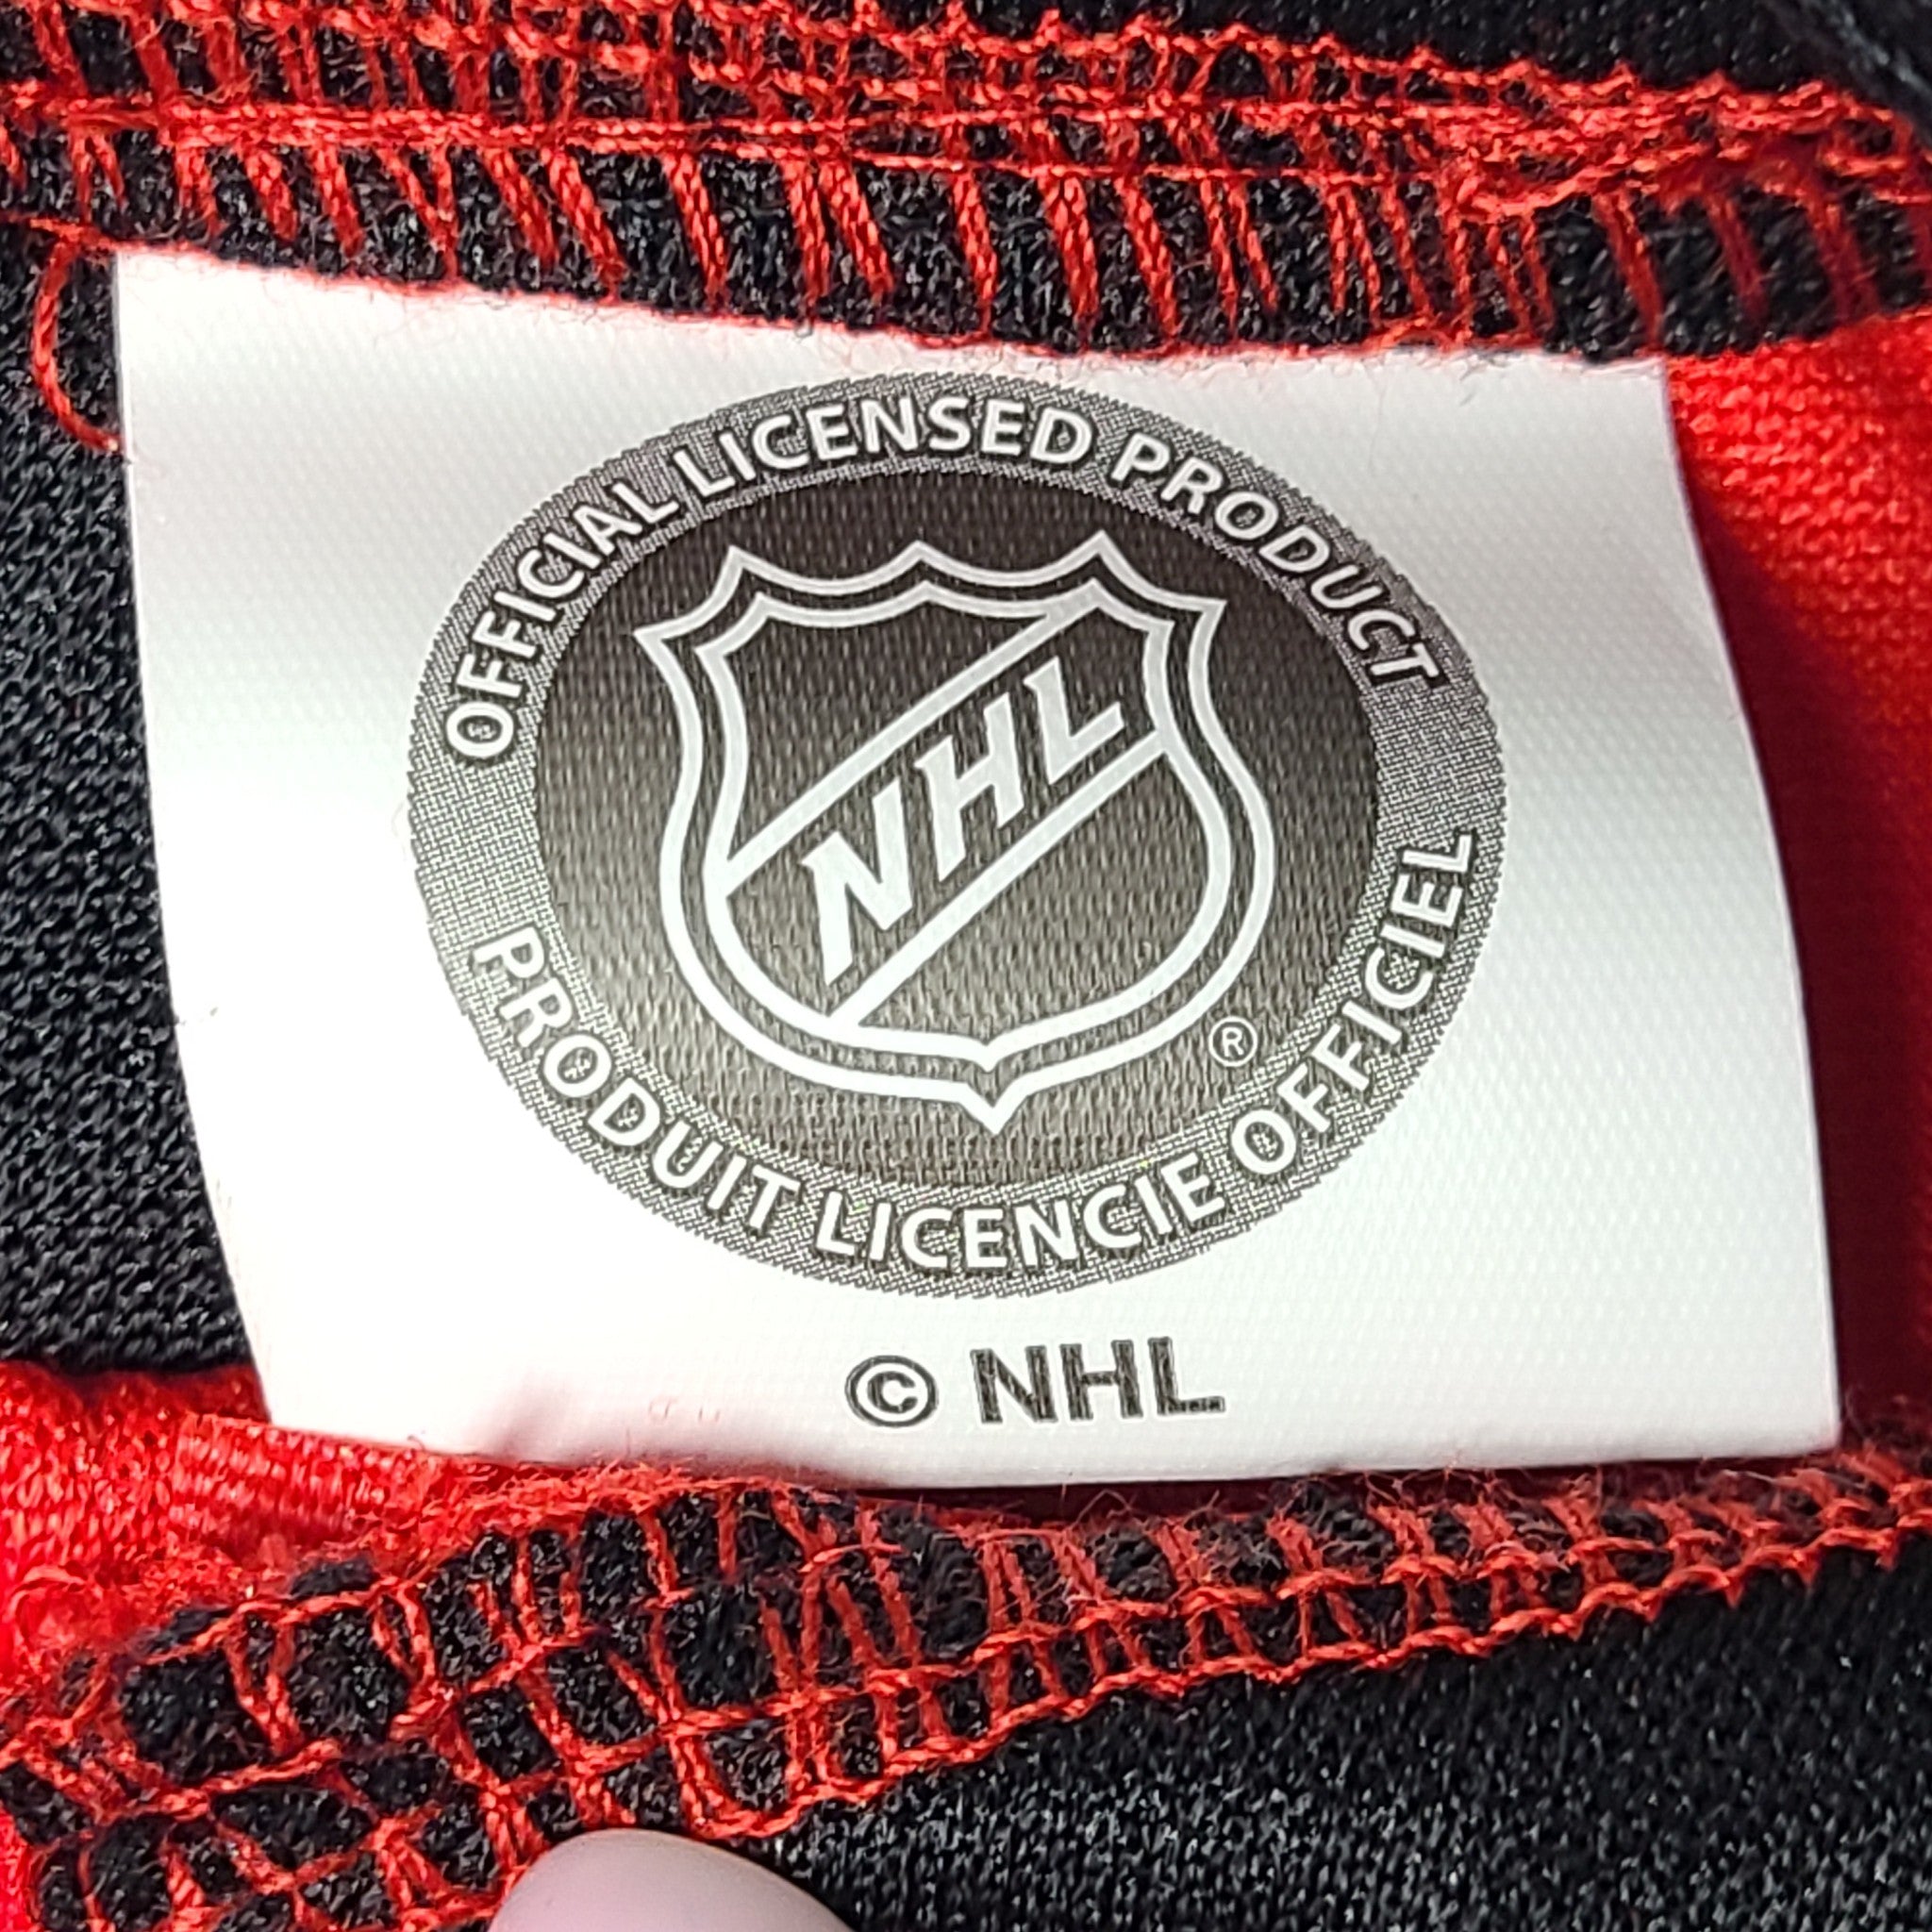 OFFICIAL LICENSED PRODUCT
NHL
®
PRODUIT LICENCIE OFFICIEL
© NHL